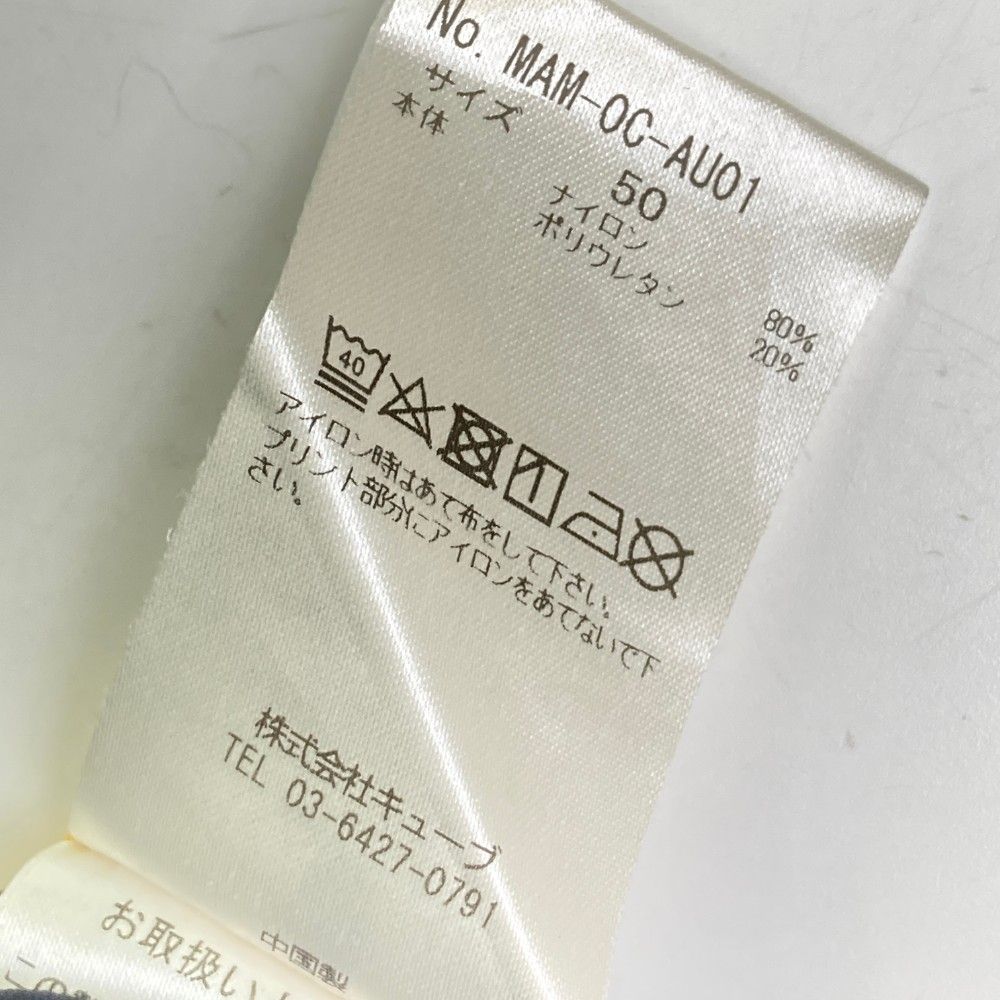 No. MAM-OC-AU01
サイズ 50
本体 ナイロン 80%
ポリウレタン 20%
40
アイロン時はあて布をして下さい。
プリント部分にアイロンをあてないで下
さい。
株式会社キューブ
TEL 03-6427-0791
中国製
お取扱い
この